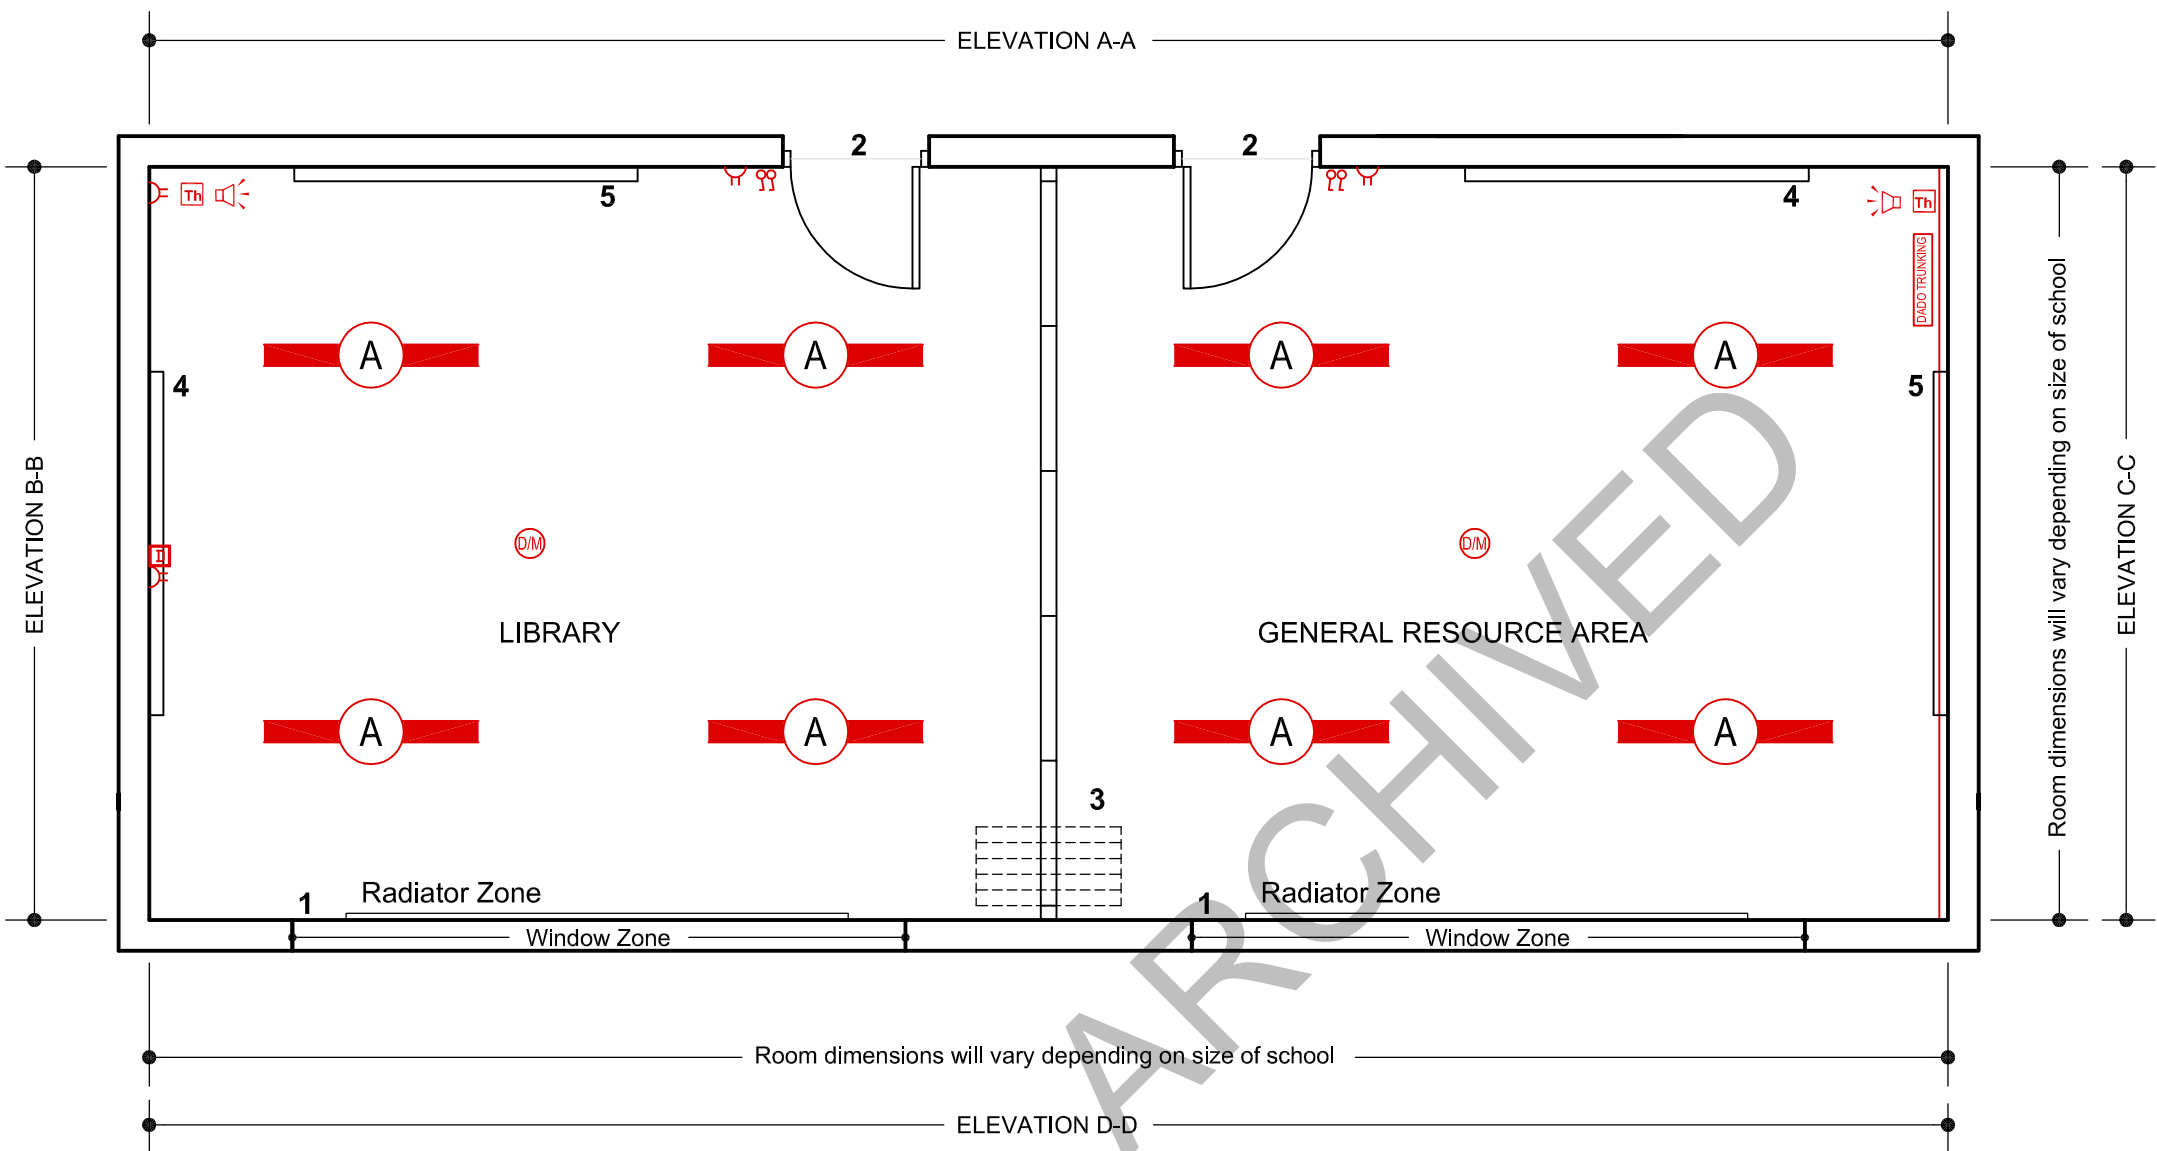 ELEVATION A-A
2
2
5
4
Th
Th
DADO TRUNKING
A
A
A
A
4
5
ELEVATION B-B
ELEVATION C-C
Room dimensions will vary depending on size of school
D
D/M
D/M
LIBRARY
GENERAL RESOURCE AREA
A
A
A
A
3
1
Radiator Zone
1
Radiator Zone
Window Zone
Window Zone
ARCHIVED
Room dimensions will vary depending on size of school
ELEVATION D-D